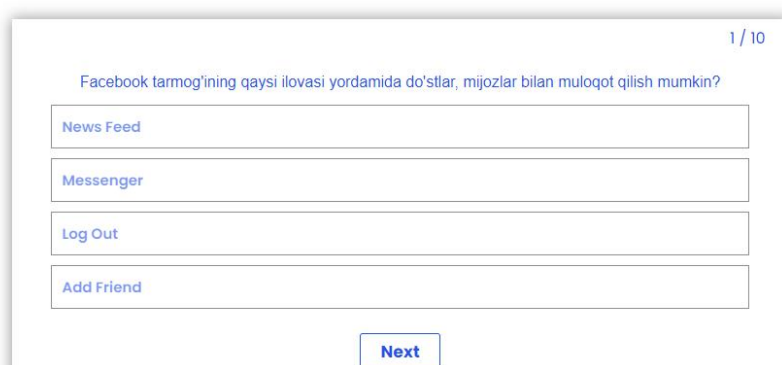 1 / 10
Facebook tarmog'ining qaysi ilovasi yordamida do'stlar, mijozlar bilan muloqot qilish mumkin?
News Feed
Messenger
Log Out
Add Friend
Next